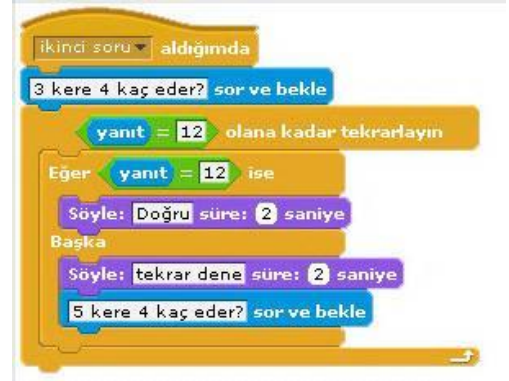 ikinci soru aldığımda
3 kere 4 kaç eder? sor ve bekle
yanıt = 12 olana kadar tekrarlayın
Eğer yanıt = 12 ise
Söyle: Doğru süre: 2 saniye
Başka
Söyle: tekrar dene süre: 2 saniye
5 kere 4 kaç eder? sor ve bekle